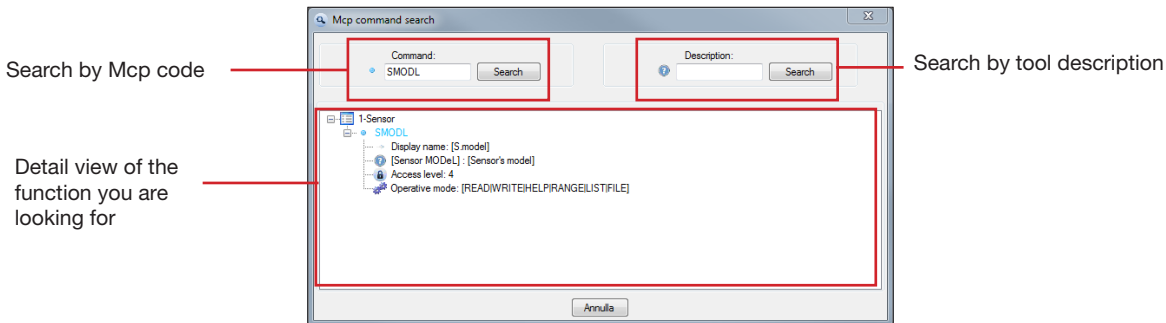 Mcp command search
Search by Mcp code
Command:
SMODL
Search
Description:
Search
Search by tool description
Detail view of the
function you are
looking for
1-Sensor
SMODL
Display name: [S.model]
[Sensor MODeL] : [Sensor's model]
Access level: 4
Operative mode: [READ|WRITE|HELP|RANGE|LIST|FILE]
Annulla